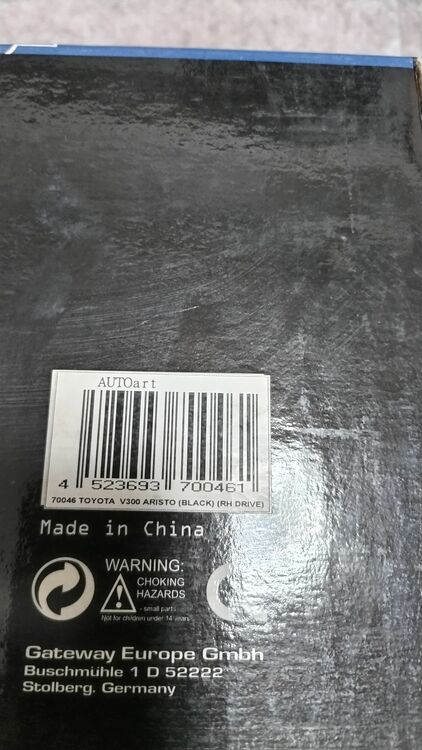 AUTOart
4 523693 700461
70046 TOYOTA V300 ARISTO (BLACK) (RH DRIVE)
Made in China
WARNING:
CHOKING
HAZARDS
- small parts
Not for children under 14 years
Gateway Europe Gmbh
Buschmühle 1 D 52222
Stolberg. Germany